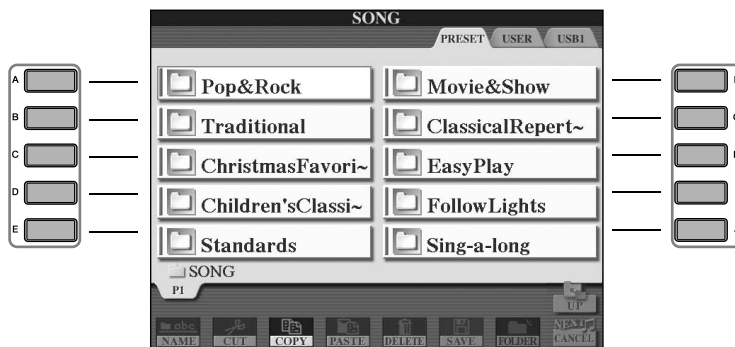 SONG
PRESET USER USB1
A
Pop&Rock Movie&Show
B
Traditional ClassicalRepert~
C
ChristmasFavori~ EasyPlay
D
Children'sClassi~ FollowLights
E
Standards Sing-a-long
SONG
P1
UP
abc NEXT
NAME CUT COPY PASTE DELETE SAVE FOLDER CANCEL